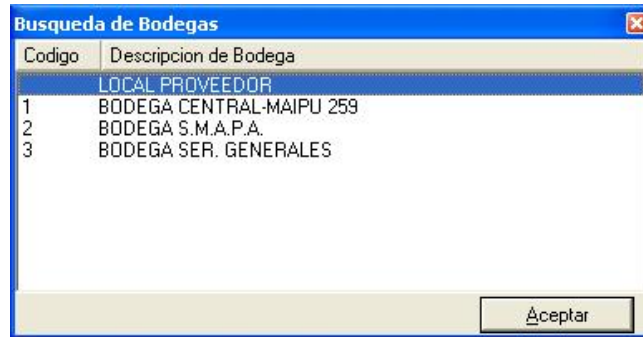 Busqueda de Bodegas
Codigo Descripcion de Bodega
LOCAL PROVEEDOR
1 BODEGA CENTRAL-MAIPU 259
2 BODEGA S.M.A.P.A.
3 BODEGA SER. GENERALES
Aceptar